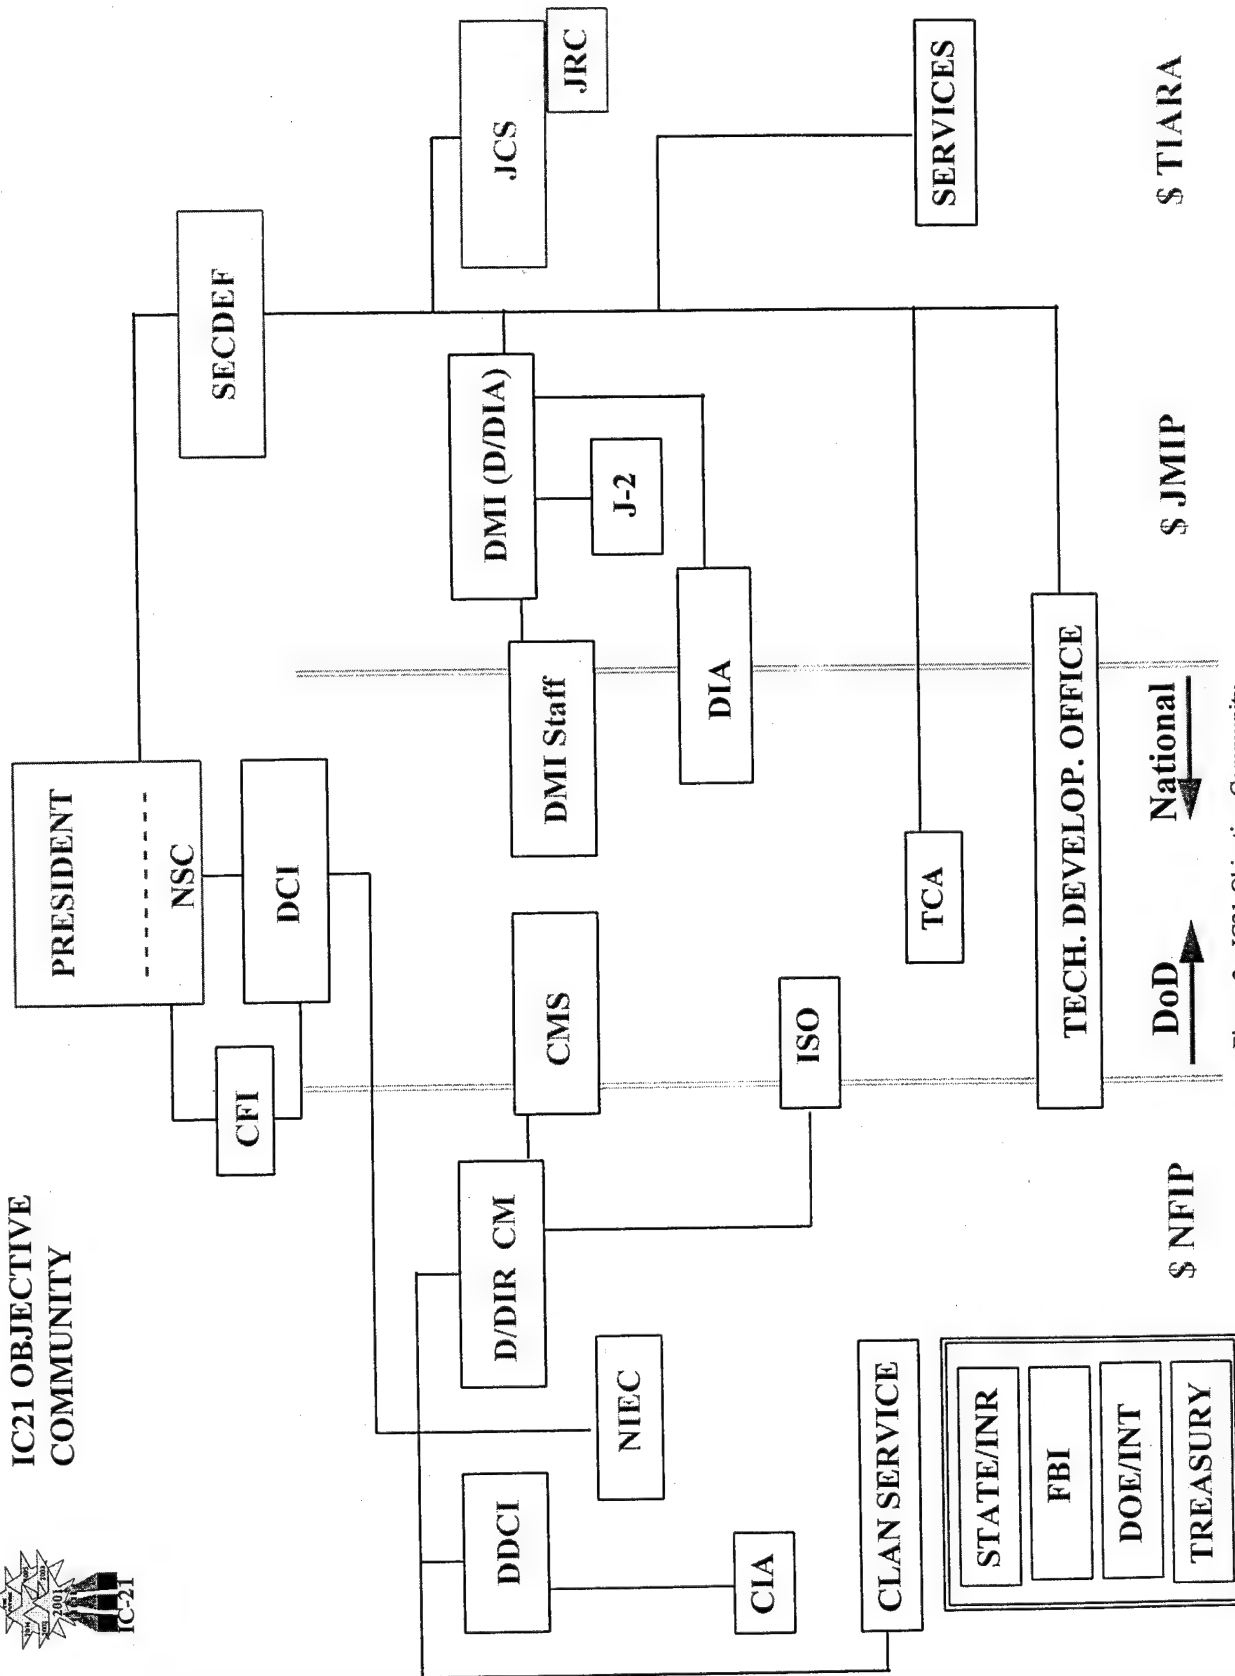 IC-21
2001
IC21 OBJECTIVE
COMMUNITY
PRESIDENT
NSC
CFI
DCI
SECDEF
DDCI
D/DIR CM
CMS
DMI Staff
DMI (D/DIA)
JCS
JRC
NIEC
J-2
CIA
ISO
DIA
CLAN SERVICE
TCA
SERVICES
STATE/INR
FBI
DOE/INT
TREASURY
TECH. DEVELOP. OFFICE
$ NFIP
DoD
National
$ JMIP
$ TIARA